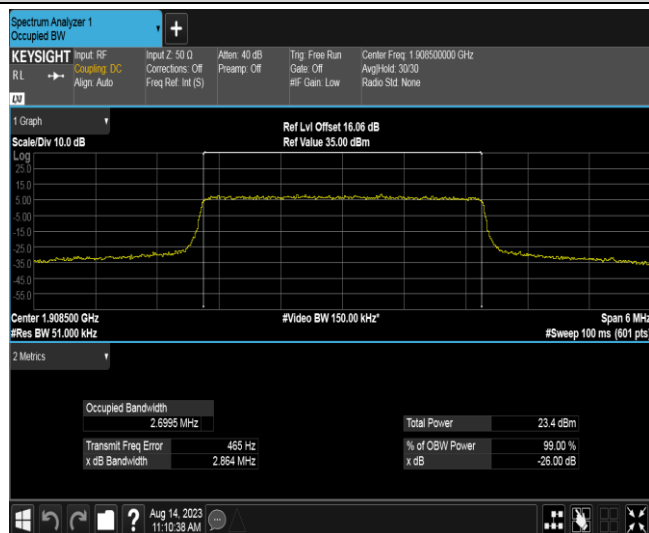 Spectrum Analyzer 1
Occupied BW
+
KEYSIGHT Input: RF Input Z: 50 Ω Atten: 40 dB Trig: Free Run Center Freq: 1.908500000 GHz
RL Coupling: DC Corrections: Off Preamp: Off Gate: Off Avg|Hold: 30/30
Align: Auto Freq Ref: Int (S) #IF Gain: Low Radio Std: None
LXI
1 Graph
Ref Lvl Offset 16.06 dB
Scale/Div 10.0 dB Ref Value 35.00 dBm
Log
25.0
15.0
5.00
-5.00
-15.0
-25.0
-35.0
-45.0
-55.0
Center 1.908500 GHz #Video BW 150.00 kHz* Span 6 MHz
#Res BW 51.000 kHz #Sweep 100 ms (601 pts)
2 Metrics
Occupied Bandwidth
2.6995 MHz Total Power 23.4 dBm
Transmit Freq Error 465 Hz % of OBW Power 99.00 %
x dB Bandwidth 2.864 MHz x dB -26.00 dB
? Aug 14, 2023
11:10:38 AM